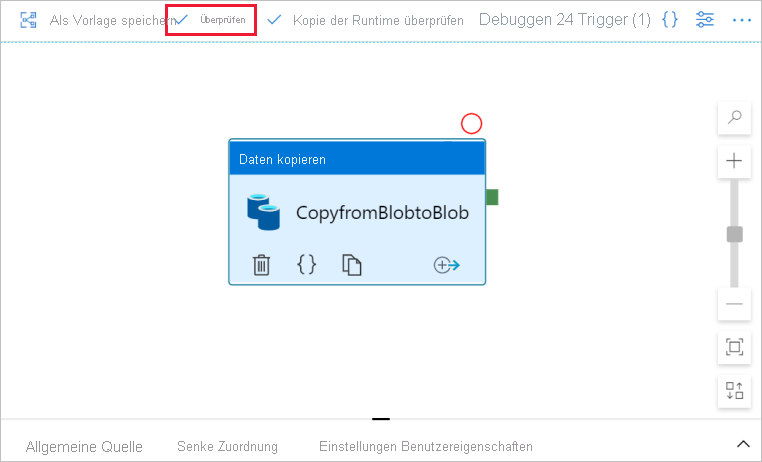 Als Vorlage speichern Überprüfen Kopie der Runtime überprüfen Debuggen 24 Trigger (1) {}
Daten kopieren
CopyfromBlobtoBlob
{}
Allgemeine Quelle Senke Zuordnung Einstellungen Benutzereigenschaften